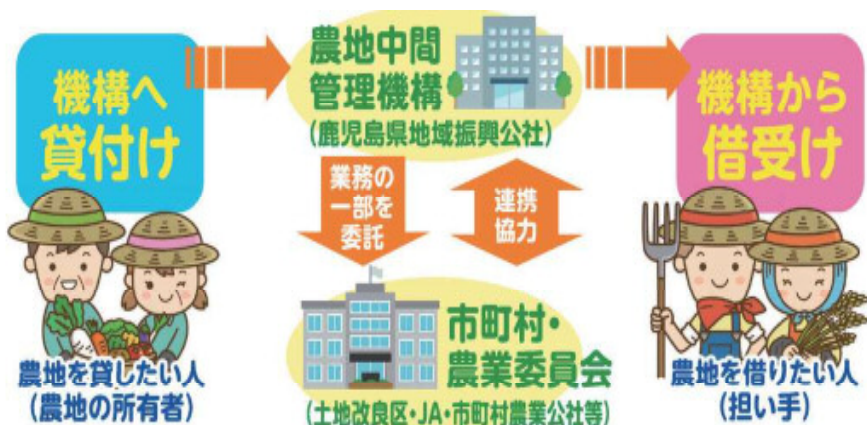 機構へ
貸付け
農地を貸したい人
(農地の所有者)
農地中間
管理機構
(鹿児島県地域振興公社)
業務の
一部を
委託
連携
協力
市町村・
農業委員会
(土地改良区・JA・市町村農業公社等)
機構から
借受け
農地を借りたい人
(担い手)